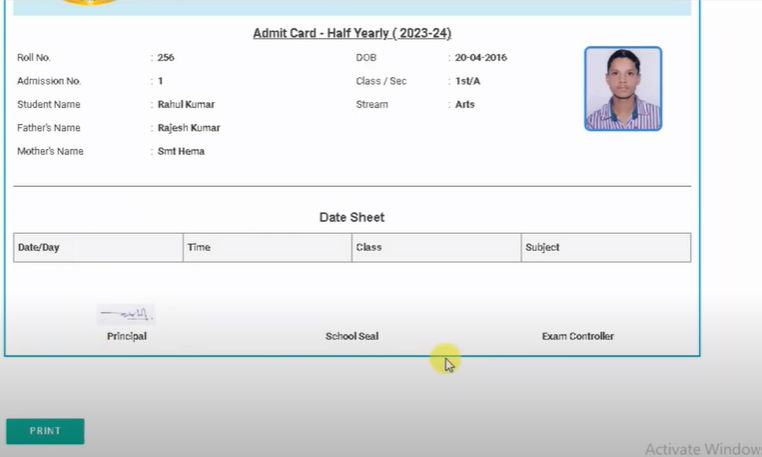 Admit Card - Half Yearly ( 2023-24)
Roll No. : 256 DOB : 20-04-2016
Admission No. : 1 Class / Sec : 1st/A
Student Name : Rahul Kumar Stream : Arts
Father's Name : Rajesh Kumar
Mother's Name : Smt Hema
Date Sheet
Date/Day Time Class Subject
Principal School Seal Exam Controller
PRINT
Activate Window